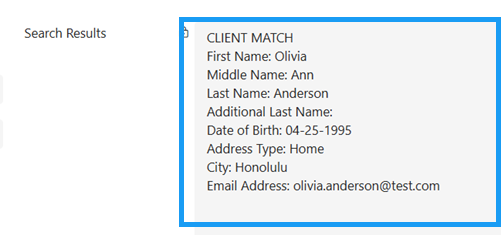 Search Results
CLIENT MATCH
First Name: Olivia
Middle Name: Ann
Last Name: Anderson
Additional Last Name:
Date of Birth: 04-25-1995
Address Type: Home
City: Honolulu
Email Address: olivia.anderson@test.com